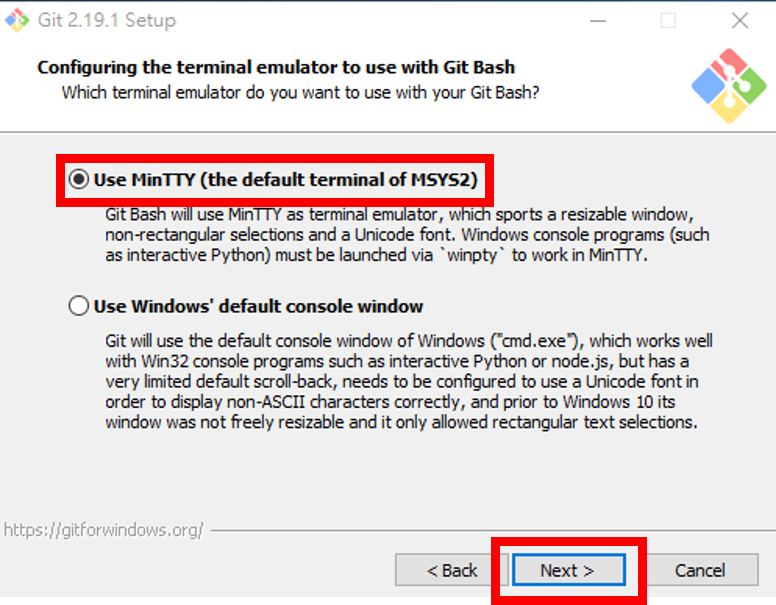 Git 2.19.1 Setup
Configuring the terminal emulator to use with Git Bash
Which terminal emulator do you want to use with your Git Bash?
Use MinTTY (the default terminal of MSYS2)
Git Bash will use MinTTY as terminal emulator, which sports a resizable window,
non-rectangular selections and a Unicode font. Windows console programs (such
as interactive Python) must be launched via `winpty` to work in MinTTY.
Use Windows' default console window
Git will use the default console window of Windows ("cmd.exe"), which works well
with Win32 console programs such as interactive Python or node.js, but has a
very limited default scroll-back, needs to be configured to use a Unicode font in
order to display non-ASCII characters correctly, and prior to Windows 10 its
window was not freely resizable and it only allowed rectangular text selections.
https://gitforwindows.org/
< Back
Next >
Cancel